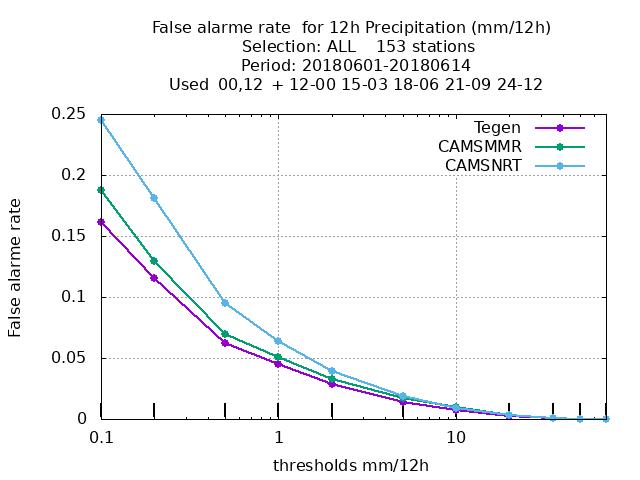 False alarme rate  for 12h Precipitation (mm/12h)
Selection: ALL    153 stations
Period: 20180601-20180614
Used  00,12  + 12-00 15-03 18-06 21-09 24-12
0.25
0.2
0.15
0.1
0.05
0
False alarme rate
Tegen
CAMSMMR
CAMSNRT
0.1 1 10
thresholds mm/12h